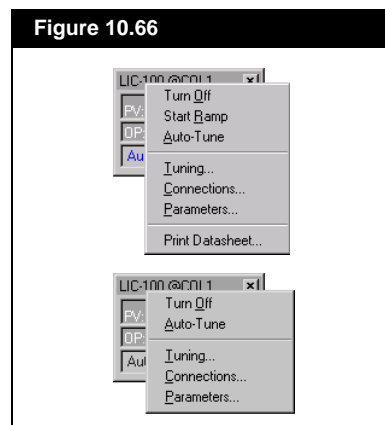 Figure 10.66
LIC-100 @COL1
Turn Off
PV:
Start Ramp
OP:
Auto-Tune
Au
Tuning...
Connections...
Parameters...
Print Datasheet...
LIC-100 @COL1
Turn Off
PV:
Auto-Tune
OP:
Tuning...
Connections...
Parameters...